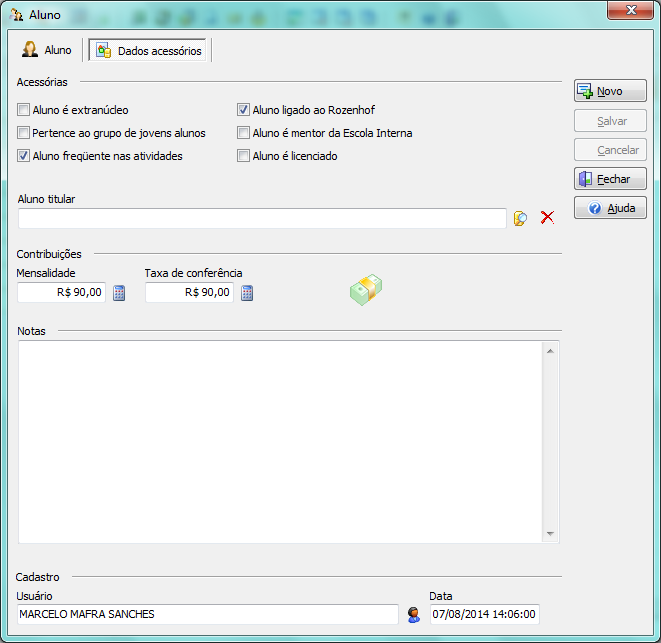 Aluno
Aluno
Dados acessórios
Acessórias
Aluno é extranúcleo
Aluno ligado ao Rozenhof
Pertence ao grupo de jovens alunos
Aluno é mentor da Escola Interna
Aluno freqüente nas atividades
Aluno é licenciado
Novo
Salvar
Cancelar
Fechar
Ajuda
Aluno titular
Contribuições
Mensalidade
Taxa de conferência
R$ 90,00
R$ 90,00
Notas
Cadastro
Usuário
Data
MARCELO MAFRA SANCHES
07/08/2014 14:06:00